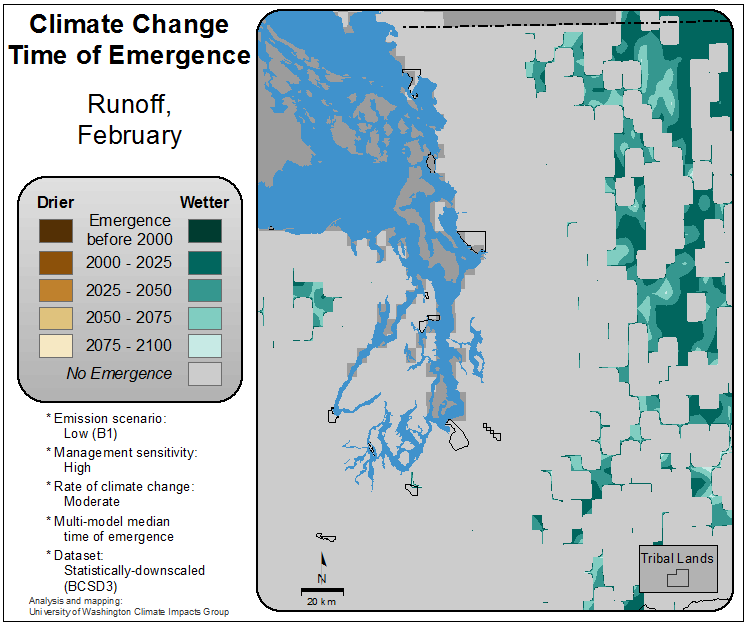 Climate Change
Time of Emergence
Runoff,
February
Drier
Wetter
Emergence
before 2000
2000 - 2025
2025 - 2050
2050 - 2075
2075 - 2100
No Emergence
* Emission scenario:
Low (B1)
* Management sensitivity:
High
* Rate of climate change:
Moderate
* Multi-model median
time of emergence
* Dataset:
Statistically-downscaled
(BCSD3)
Analysis and mapping:
University of Washington Climate Impacts Group
N
20 km
Tribal Lands